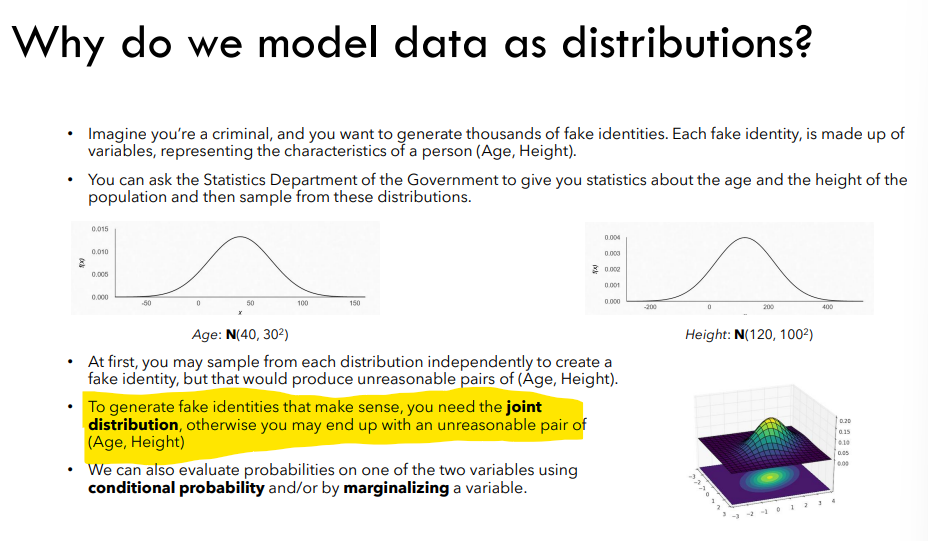 Why do we model data as distributions?
• Imagine you're a criminal, and you want to generate thousands of fake identities. Each fake identity, is made up of
variables, representing the characteristics of a person (Age, Height).
• You can ask the Statistics Department of the Government to give you statistics about the age and the height of the
population and then sample from these distributions.
0.015
0.010
0.005
0.000
f(x)
-50 0 50 100 150
x
0.004
0.003
0.002
0.001
0.000
f(x)
-200 0 200 400
Age: N(40, 30²)
Height: N(120, 100²)
• At first, you may sample from each distribution independently to create a
fake identity, but that would produce unreasonable pairs of (Age, Height).
• To generate fake identities that make sense, you need the joint
distribution, otherwise you may end up with an unreasonable pair of
(Age, Height)
• We can also evaluate probabilities on one of the two variables using
conditional probability and/or by marginalizing a variable.
0.20
0.15
0.10
0.05
0.00
−3 −2 −1 0 1 2 3
−3 −2 −1 0 1 2 3 4